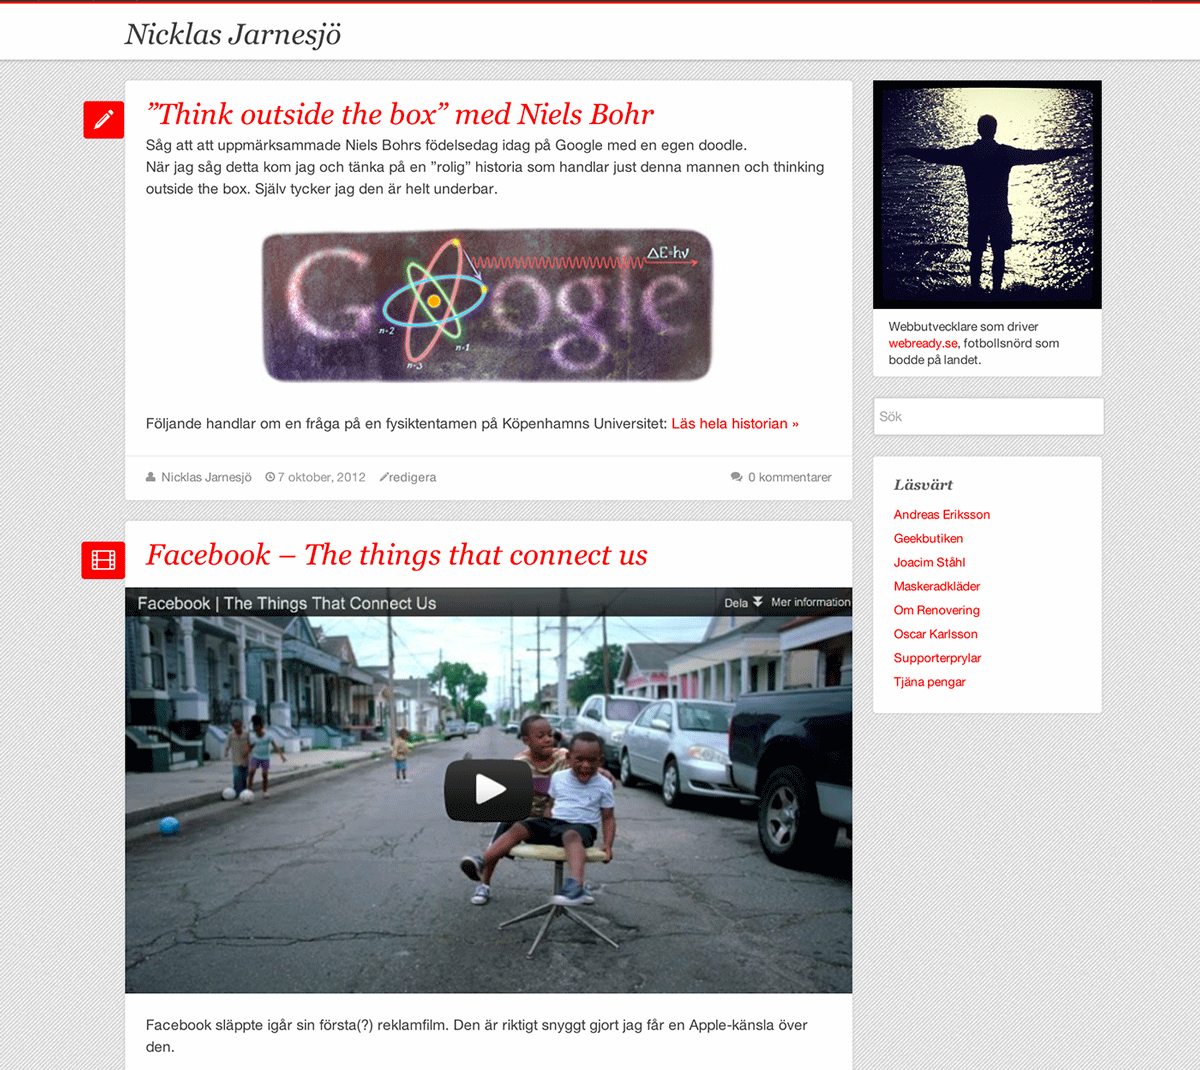 Nicklas Jarnesjö
”Think outside the box” med Niels Bohr
Såg att att uppmärksammade Niels Bohrs födelsedag idag på Google med en egen doodle.
När jag såg detta kom jag och tänka på en ”rolig” historia som handlar just denna mannen och thinking
outside the box. Själv tycker jag den är helt underbar.
Google
ΔE=hν
n=2
n=1
n=3
Följande handlar om en fråga på en fysiktentamen på Köpenhamns Universitet: Läs hela historian »
Nicklas Jarnesjö 7 oktober, 2012 redigera 0 kommentarer
Facebook – The things that connect us
Facebook | The Things That Connect Us Dela Mer information
Facebook släppte igår sin första(?) reklamfilm. Den är riktigt snyggt gjort jag får en Apple-känsla över
den.
Webbutvecklare som driver
webready.se, fotbollsnörd som
bodde på landet.
Sök
Läsvärt
Andreas Eriksson
Geekbutiken
Joacim Ståhl
Maskeradkläder
Om Renovering
Oscar Karlsson
Supporterprylar
Tjäna pengar